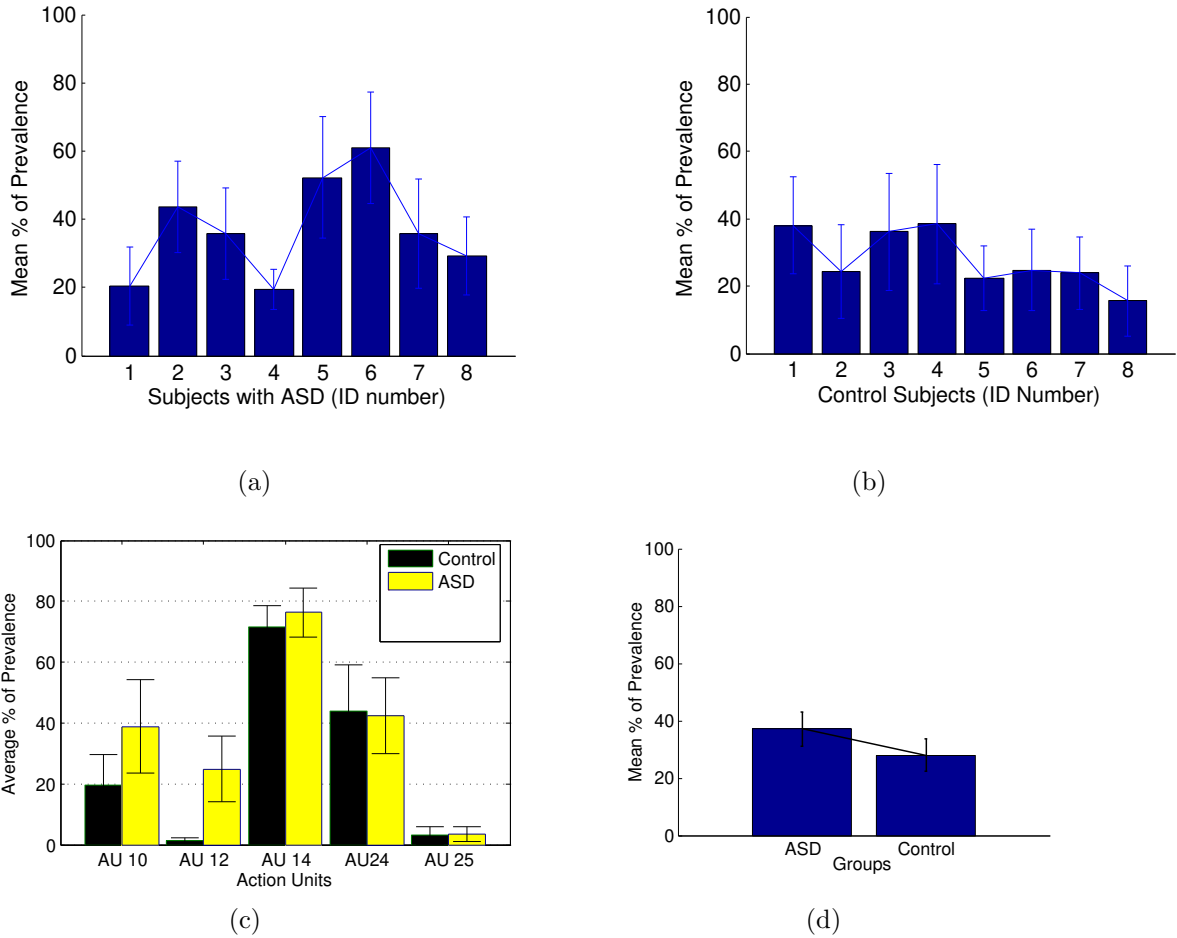 100
80
60
40
20
0
Mean % of Prevalence
1 2 3 4 5 6 7 8
Subjects with ASD (ID number)
(a)
100
80
60
40
20
0
Mean % of Prevalence
1 2 3 4 5 6 7 8
Control Subjects (ID Number)
(b)
100
80
60
40
20
0
Average % of Prevalence
Control
ASD
AU 10 AU 12 AU 14 AU24 AU 25
Action Units
(c)
100
80
60
40
20
0
Mean % of Prevalence
ASD Control
Groups
(d)